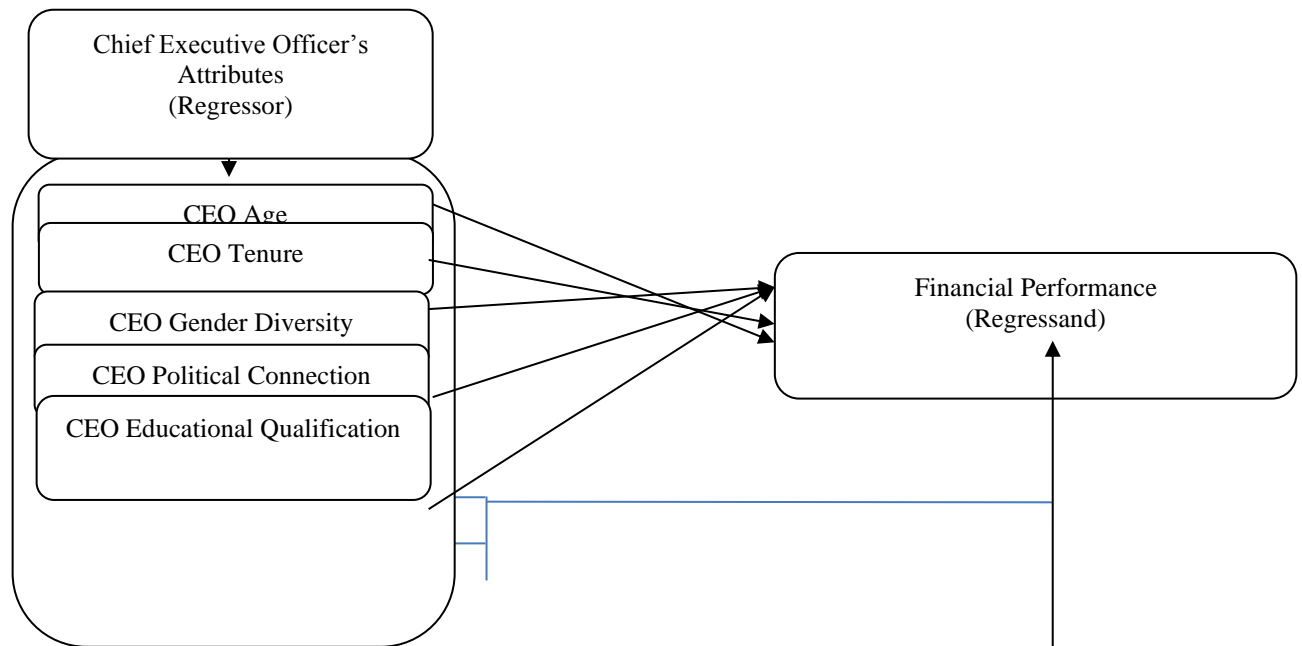 Chief Executive Officer’s
Attributes
(Regressor)
CEO Age
CEO Tenure
CEO Gender Diversity
CEO Political Connection
CEO Educational Qualification
Financial Performance
(Regressand)